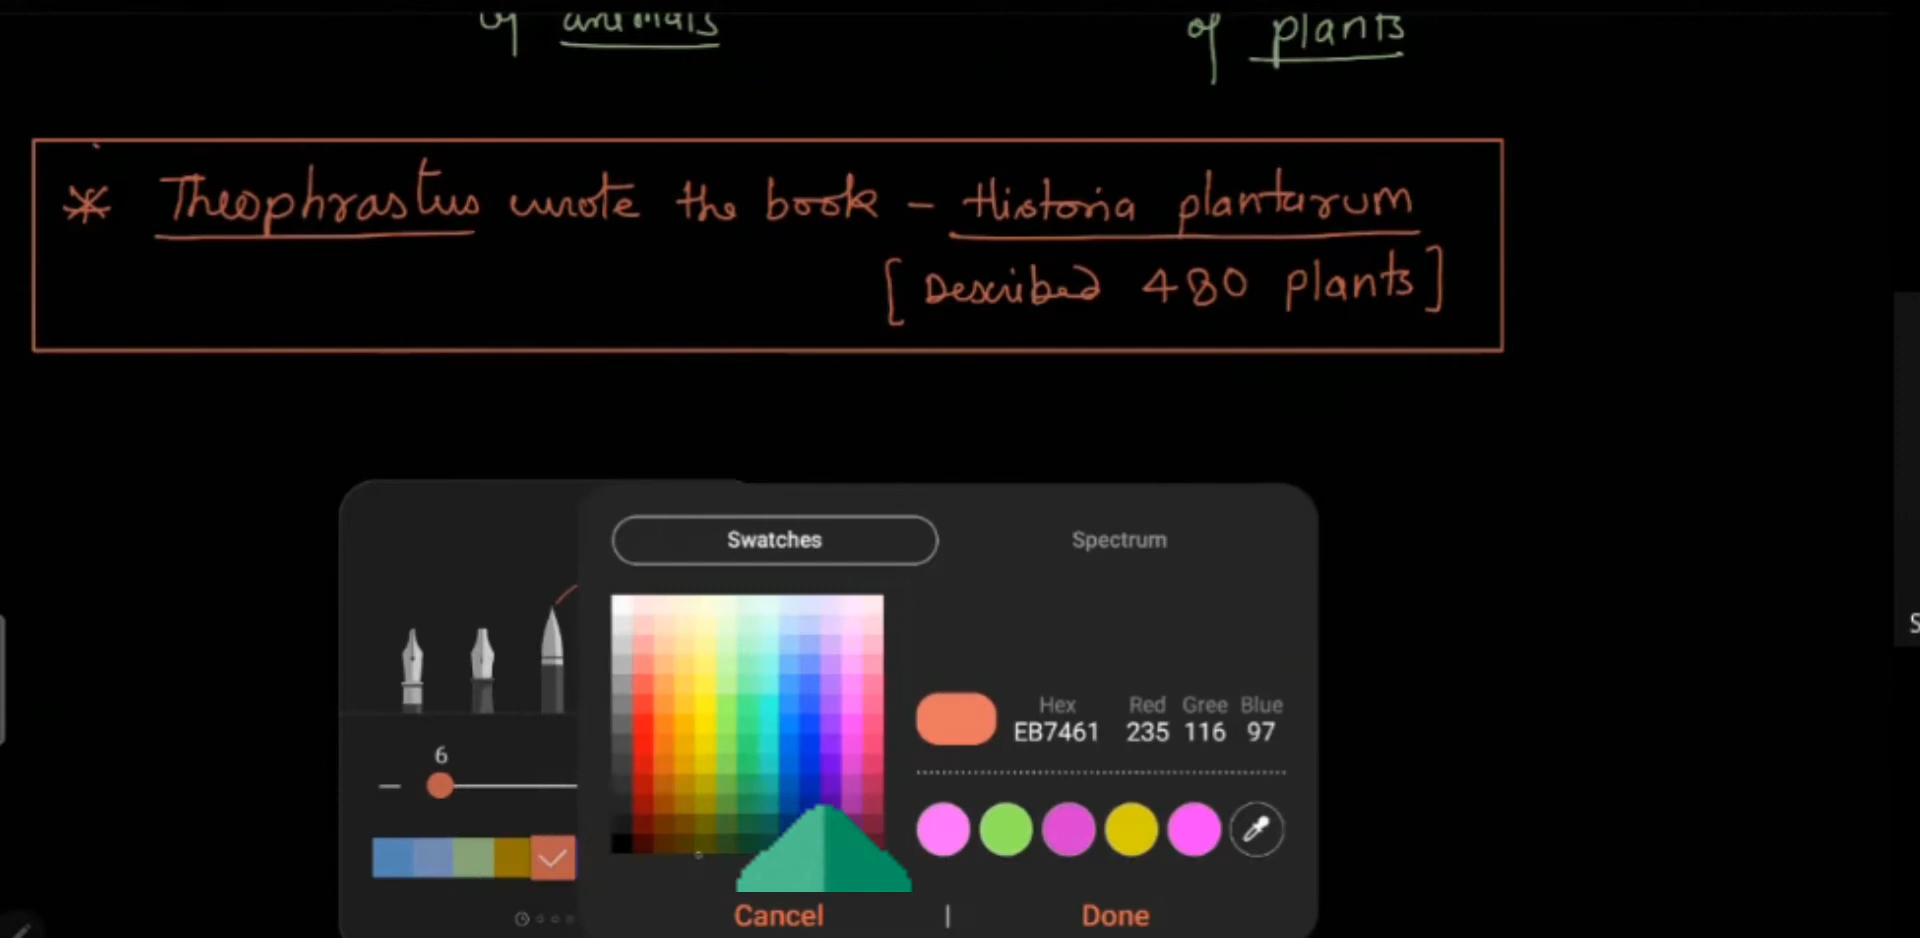 of animals
of plants
* Theophrastus wrote the book - Historia plantarum
[Described 480 plants]
Swatches
Spectrum
Hex
Red
Gree
Blue
EB7461
235
116
97
6
Cancel | Done
S